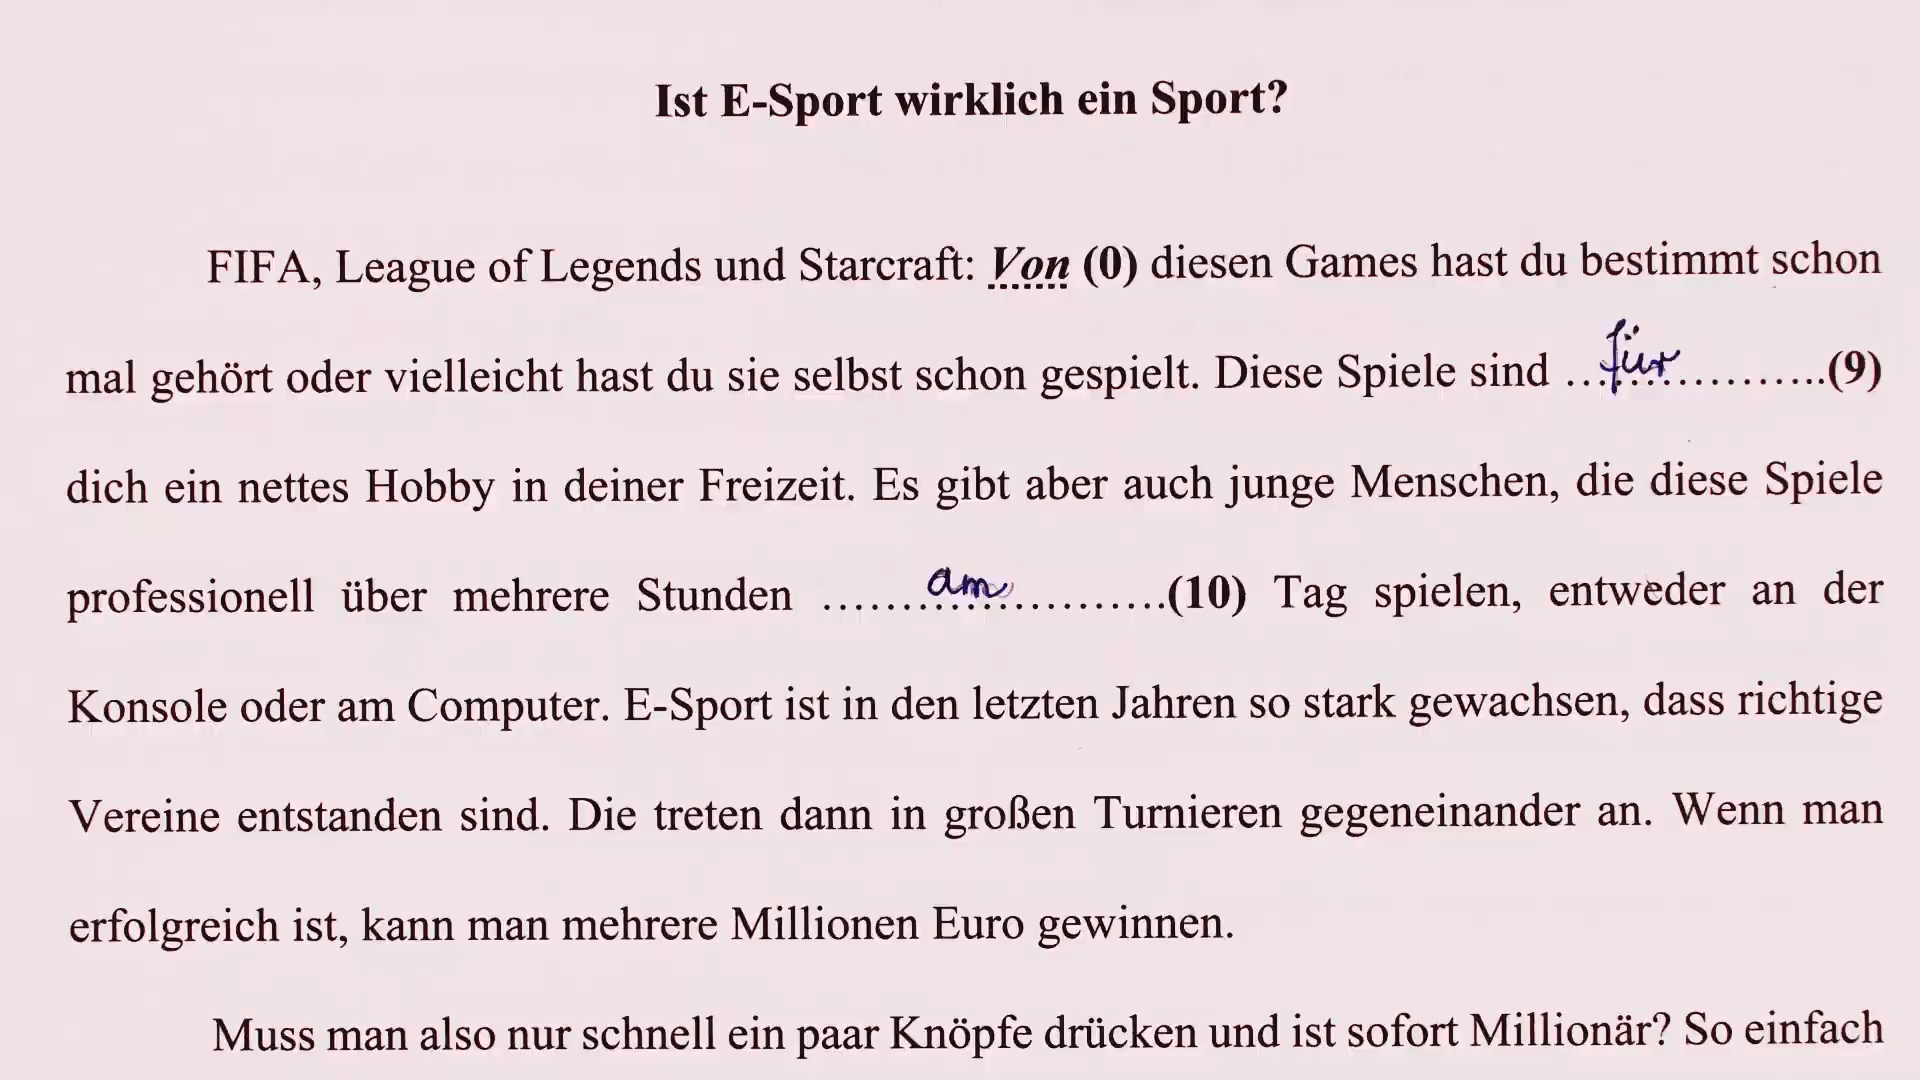 Ist E-Sport wirklich ein Sport?
FIFA, League of Legends und Starcraft: Von (0) diesen Games hast du bestimmt schon
mal gehört oder vielleicht hast du sie selbst schon gespielt. Diese Spiele sind ...für...........(9)
dich ein nettes Hobby in deiner Freizeit. Es gibt aber auch junge Menschen, die diese Spiele
professionell über mehrere Stunden .......am............(10) Tag spielen, entweder an der
Konsole oder am Computer. E-Sport ist in den letzten Jahren so stark gewachsen, dass richtige
Vereine entstanden sind. Die treten dann in großen Turnieren gegeneinander an. Wenn man
erfolgreich ist, kann man mehrere Millionen Euro gewinnen.
Muss man also nur schnell ein paar Knöpfe drücken und ist sofort Millionär? So einfach